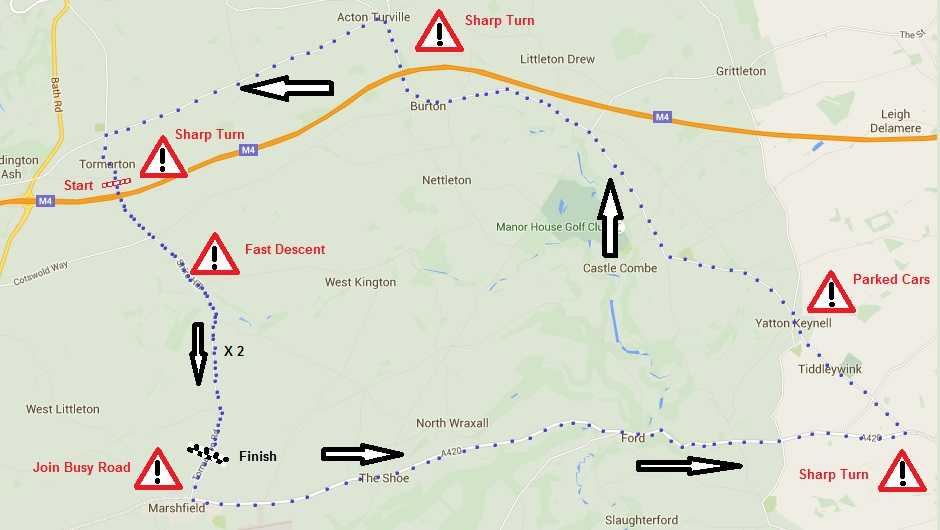 Acton Turville
Sharp Turn
The St
Littleton Drew
Grittleton
Bath Rd
Burton
M4
Leigh
Delamere
Sharp Turn
M4
dington
Ash
Tormarton
Start
Nettleton
M4
Manor House Golf Clu
Fast Descent
Castle Combe
Cotswold Way
West Kington
Parked Cars
Yatton Keynell
X 2
Tiddleywink
West Littleton
North Wraxall
Ford
A420
A420
Finish
Join Busy Road
The Shoe
Sharp Turn
Marshfield
Slaughterford